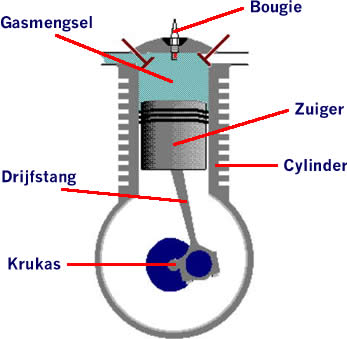 Bougie
Gasmengsel
Zuiger
Cylinder
Drijfstang
Krukas